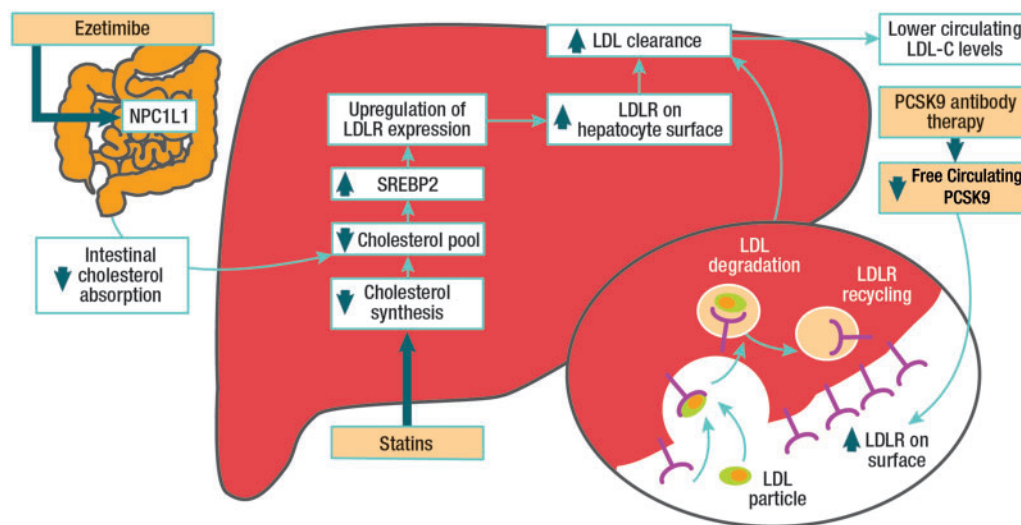 Ezetimibe
NPC1L1
Intestinal
cholesterol
absorption
Upregulation of
LDLR expression
SREBP2
Cholesterol pool
Cholesterol
synthesis
Statins
LDL clearance
LDLR on
hepatocyte surface
Lower circulating
LDL-C levels
PCSK9 antibody
therapy
Free Circulating
PCSK9
LDL
degradation
LDLR
recycling
LDLR on
surface
LDL
particle